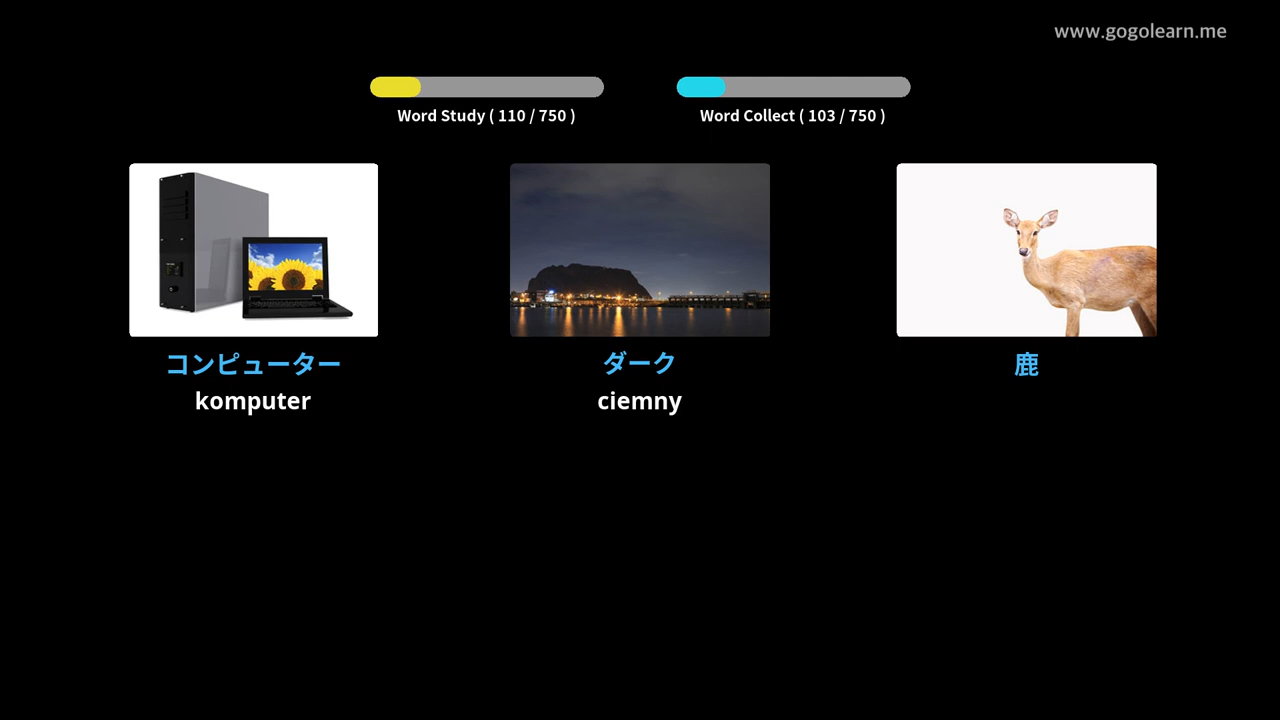 www.gogolearn.me
Word Study ( 110 / 750 )
Word Collect ( 103 / 750 )
コンピューター
komputer
ダーク
ciemny
鹿